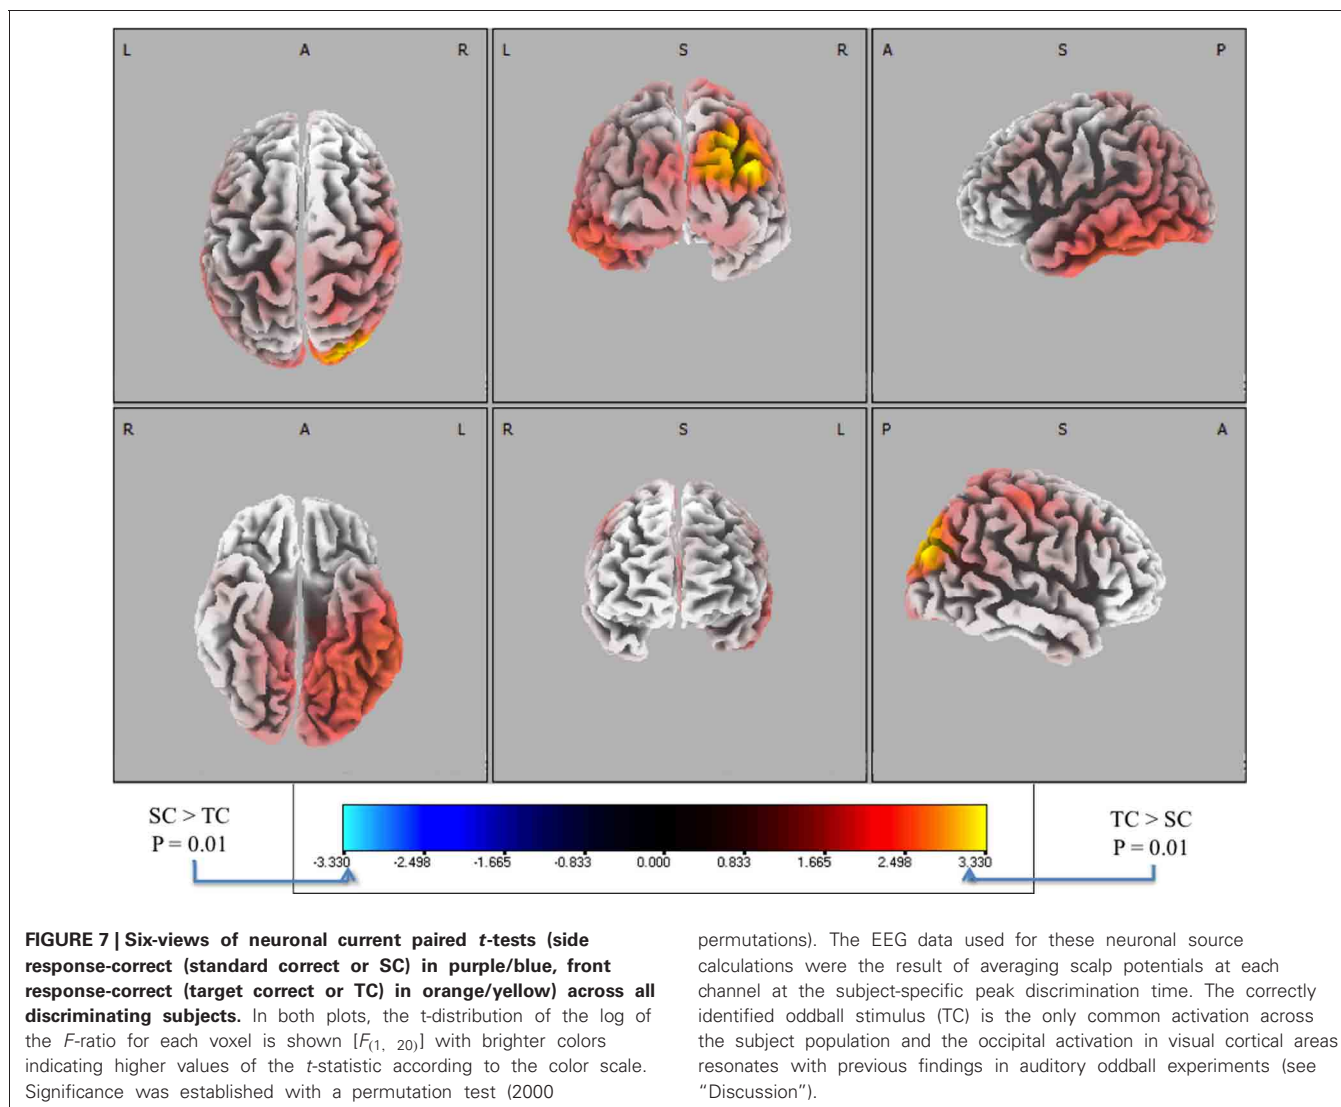 L A R
L S R
A S P
R A L
R S L
P S A
SC > TC
P = 0.01
TC > SC
P = 0.01
-3.330 -2.498 -1.665 -0.833 0.000 0.833 1.665 2.498 3.330
FIGURE 7 | Six-views of neuronal current paired t-tests (side
response-correct (standard correct or SC) in purple/blue, front
response-correct (target correct or TC) in orange/yellow) across all
discriminating subjects. In both plots, the t-distribution of the log of
the F-ratio for each voxel is shown [F(1, 20)] with brighter colors
indicating higher values of the t-statistic according to the color scale.
Significance was established with a permutation test (2000
permutations). The EEG data used for these neuronal source
calculations were the result of averaging scalp potentials at each
channel at the subject-specific peak discrimination time. The correctly
identified oddball stimulus (TC) is the only common activation across
the subject population and the occipital activation in visual cortical areas
resonates with previous findings in auditory oddball experiments (see
"Discussion").